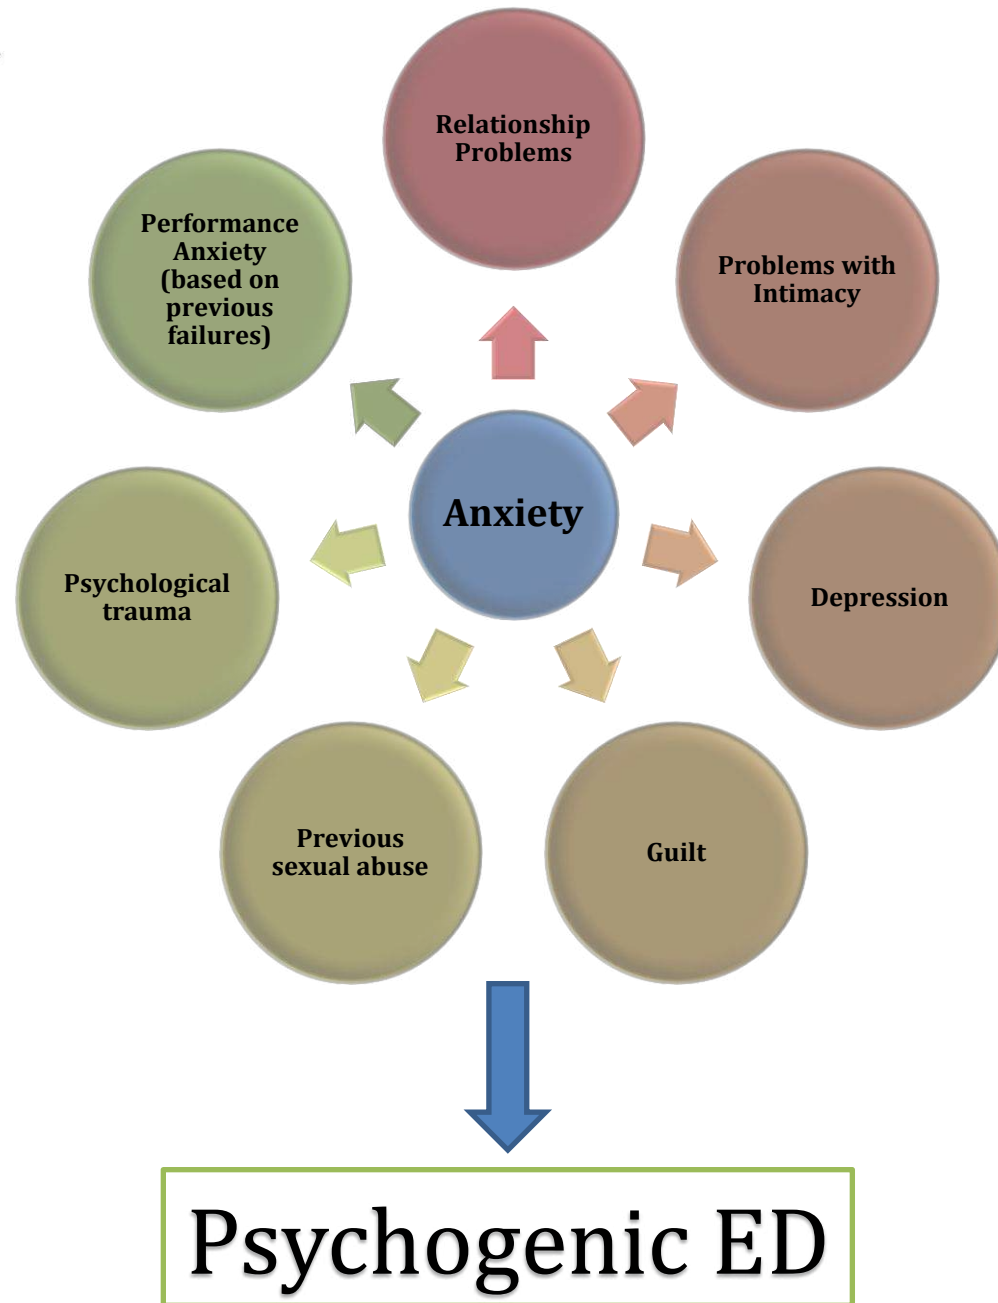 Relationship
Problems
Performance
Anxiety
(based on
previous
failures)
Problems with
Intimacy
Anxiety
Psychological
trauma
Depression
Previous
sexual abuse
Guilt
Psychogenic ED